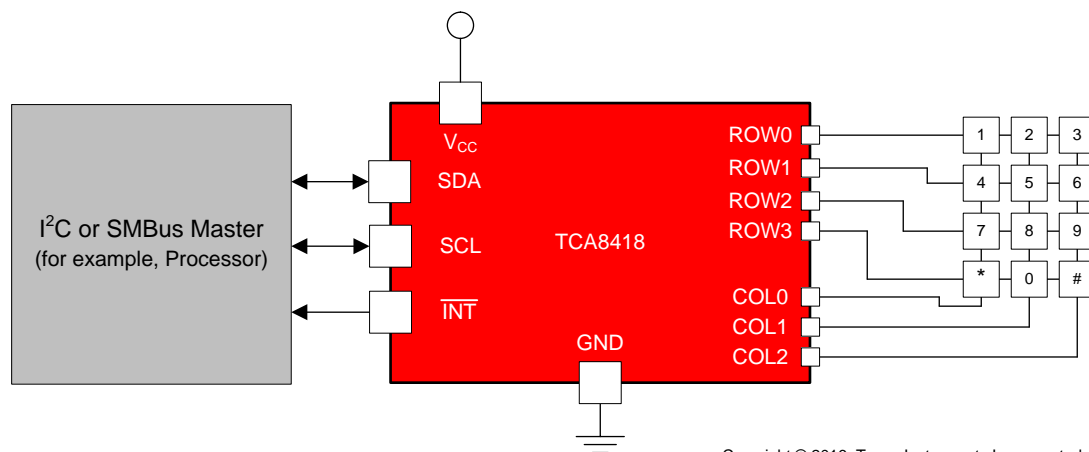 I²C or SMBus Master
(for example, Processor)
V_CC
SDA
SCL
INT
TCA8418
GND
ROW0
ROW1
ROW2
ROW3
COL0
COL1
COL2
1 2 3
4 5 6
7 8 9
* 0 #